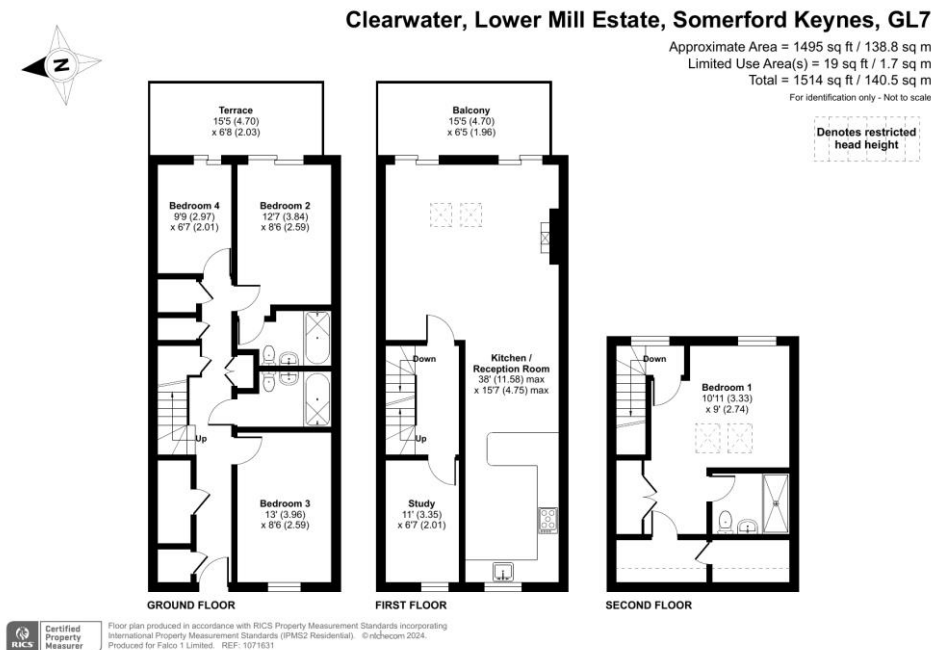 Clearwater, Lower Mill Estate, Somerford Keynes, GL7
Approximate Area = 1495 sq ft / 138.8 sq m
Limited Use Area(s) = 19 sq ft / 1.7 sq m
Total = 1514 sq ft / 140.5 sq m
For identification only - Not to scale
N
Denotes restricted
head height
Terrace
15'5 (4.70)
x 6'8 (2.03)
Bedroom 4
9'9 (2.97)
x 6'7 (2.01)
Bedroom 2
12'7 (3.84)
x 8'6 (2.59)
Up
Bedroom 3
13' (3.96)
x 8'6 (2.59)
GROUND FLOOR
Balcony
15'5 (4.70)
x 6'5 (1.96)
Down
Kitchen /
Reception Room
38' (11.58) max
x 15'7 (4.75) max
Up
Study
11' (3.35)
x 6'7 (2.01)
FIRST FLOOR
Down
Bedroom 1
10'11 (3.33)
x 9' (2.74)
SECOND FLOOR
RICS
Certified
Property
Measurer
Floor plan produced in accordance with RICS Property Measurement Standards incorporating
International Property Measurement Standards (IPMS2 Residential). © nichecom 2024.
Produced for Falco 1 Limited. REF: 1071631